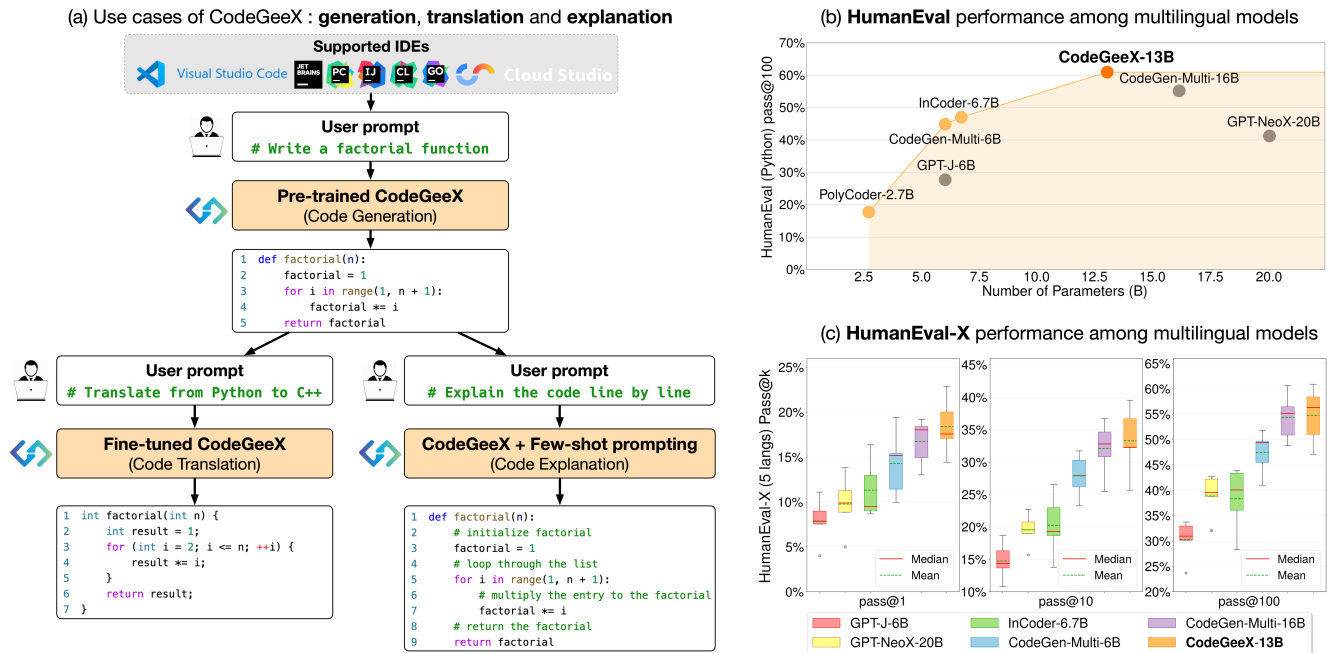 (a) Use cases of CodeGeeX : generation, translation and explanation
Supported IDEs
Visual Studio Code
JET
BRAINS
PC
IJ
CL
GO
Cloud Studio
User prompt
# Write a factorial function
Pre-trained CodeGeeX
(Code Generation)
1 def factorial(n):
2     factorial = 1
3     for i in range(1, n + 1):
4         factorial *= i
5     return factorial
User prompt
# Translate from Python to C++
Fine-tuned CodeGeeX
(Code Translation)
1 int factorial(int n) {
2     int result = 1;
3     for (int i = 2; i <= n; ++i) {
4         result *= i;
5     }
6     return result;
7 }
User prompt
# Explain the code line by line
CodeGeeX + Few-shot prompting
(Code Explanation)
1 def factorial(n):
2     # initialize factorial
3     factorial = 1
4     # loop through the list
5     for i in range(1, n + 1):
6         # multiply the entry to the factorial
7         factorial *= i
8     # return the factorial
9     return factorial
(b) HumanEval performance among multilingual models
HumanEval (Python) pass@100
70%
60%
50%
40%
30%
20%
10%
0%
CodeGeeX-13B
CodeGen-Multi-16B
InCoder-6.7B
GPT-NeoX-20B
CodeGen-Multi-6B
GPT-J-6B
PolyCoder-2.7B
2.5 5.0 7.5 10.0 12.5 15.0 17.5 20.0
Number of Parameters (B)
(c) HumanEval-X performance among multilingual models
HumanEval-X (5 langs) Pass@k
25%
20%
15%
10%
5%
0%
Median
Mean
pass@1
45%
40%
35%
30%
25%
20%
15%
10%
Median
Mean
pass@10
65%
60%
55%
50%
45%
40%
35%
30%
25%
20%
Median
Mean
pass@100
GPT-J-6B
InCoder-6.7B
CodeGen-Multi-16B
GPT-NeoX-20B
CodeGen-Multi-6B
CodeGeeX-13B